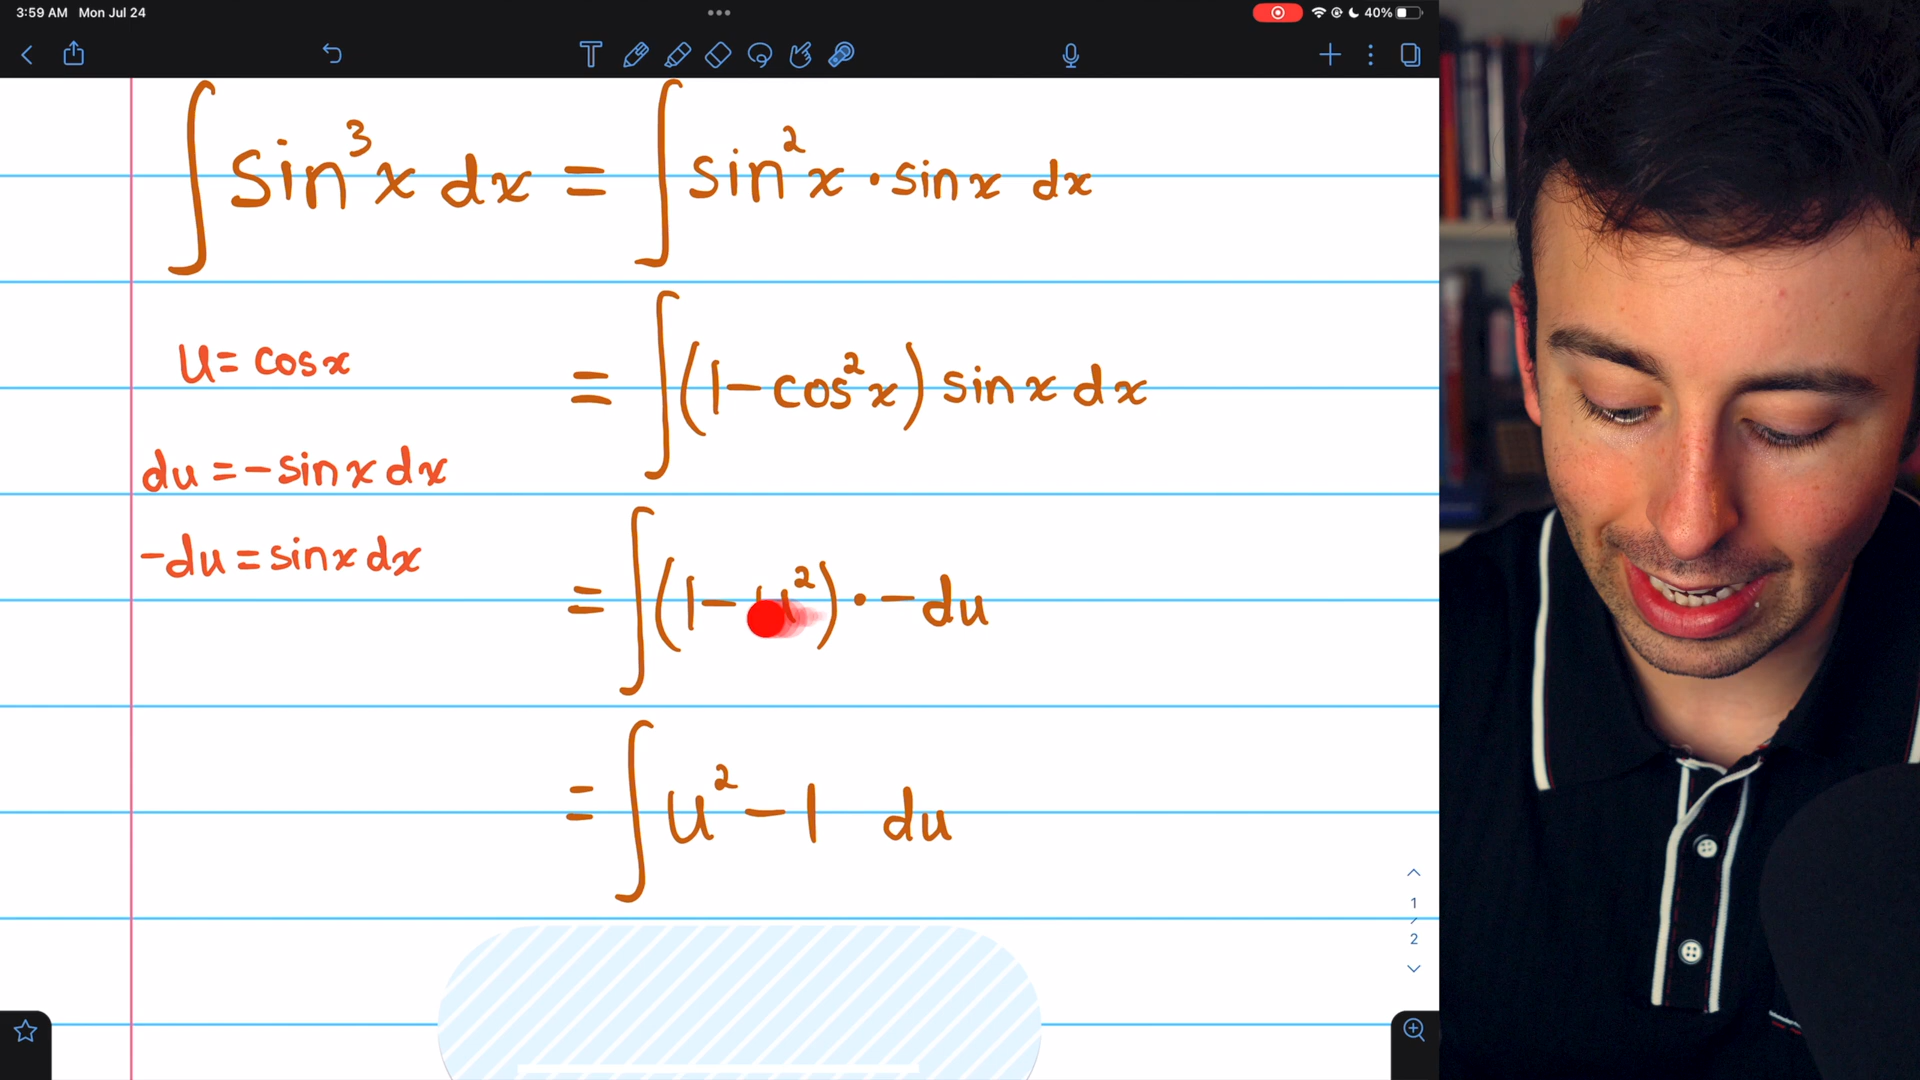 3:59 AM Mon Jul 24
40%
∫ sin³x dx = ∫ sin²x · sin x dx
u = cos x
= ∫ (1 − cos²x) sin x dx
du = − sin x dx
− du = sin x dx
= ∫ (1 − u²) · − du
= ∫ u² − 1 du
1
/
2